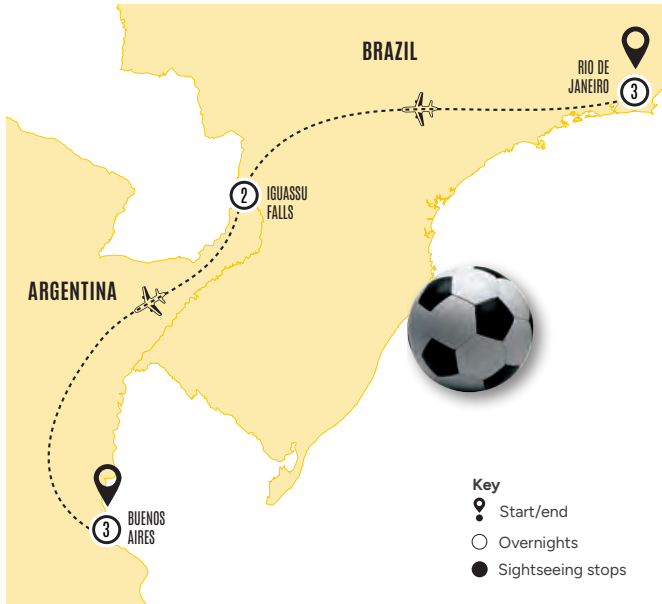 BRAZIL
RIO DE
JANEIRO
3
2
IGUASSU
FALLS
ARGENTINA
3
BUENOS
AIRES
Key
Start/end
Overnights
Sightseeing stops